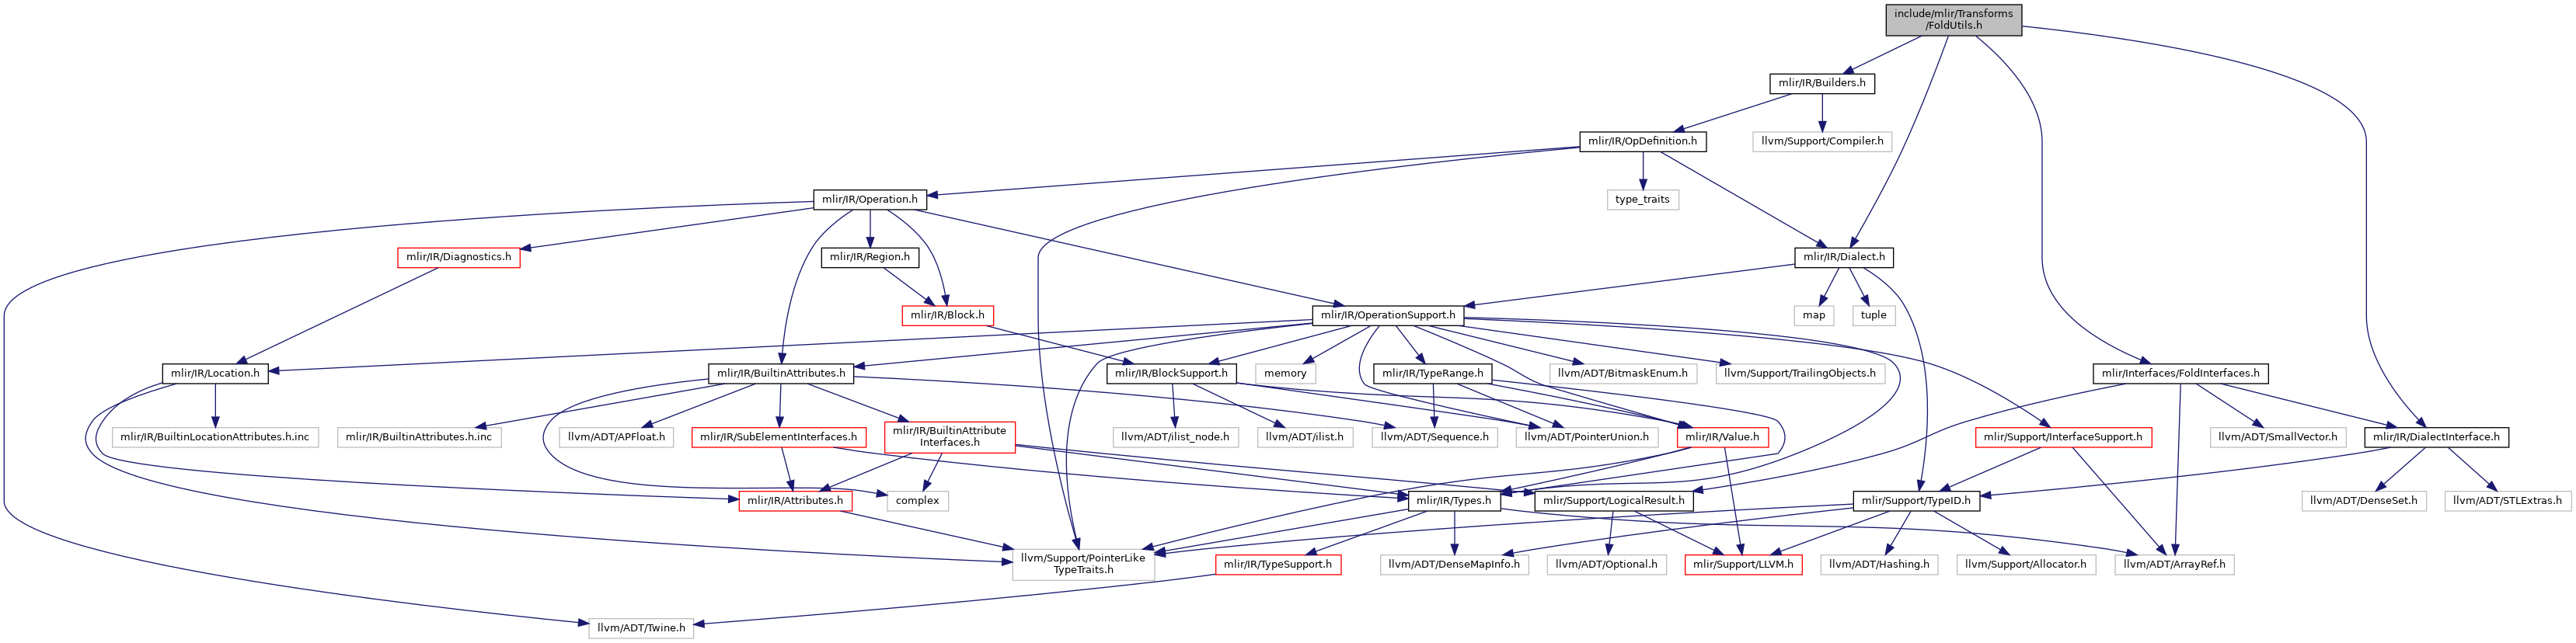 include/mlir/Transforms
/FoldUtils.h
mlir/IR/Builders.h
mlir/IR/OpDefinition.h
llvm/Support/Compiler.h
mlir/IR/Operation.h
type_traits
mlir/IR/Diagnostics.h
mlir/IR/Region.h
mlir/IR/Dialect.h
mlir/IR/Block.h
mlir/IR/OperationSupport.h
map
tuple
mlir/IR/Location.h
mlir/IR/BuiltinAttributes.h
mlir/IR/BlockSupport.h
memory
mlir/IR/TypeRange.h
llvm/ADT/BitmaskEnum.h
llvm/Support/TrailingObjects.h
mlir/Interfaces/FoldInterfaces.h
mlir/IR/BuiltinLocationAttributes.h.inc
mlir/IR/BuiltinAttributes.h.inc
llvm/ADT/APFloat.h
mlir/IR/SubElementInterfaces.h
mlir/IR/BuiltinAttribute
Interfaces.h
llvm/ADT/ilist_node.h
llvm/ADT/ilist.h
llvm/ADT/Sequence.h
llvm/ADT/PointerUnion.h
mlir/IR/Value.h
mlir/Support/InterfaceSupport.h
llvm/ADT/SmallVector.h
mlir/IR/DialectInterface.h
mlir/IR/Attributes.h
complex
mlir/IR/Types.h
mlir/Support/LogicalResult.h
mlir/Support/TypeID.h
llvm/ADT/DenseSet.h
llvm/ADT/STLExtras.h
llvm/Support/PointerLike
TypeTraits.h
mlir/IR/TypeSupport.h
llvm/ADT/DenseMapInfo.h
llvm/ADT/Optional.h
mlir/Support/LLVM.h
llvm/ADT/Hashing.h
llvm/Support/Allocator.h
llvm/ADT/ArrayRef.h
llvm/ADT/Twine.h